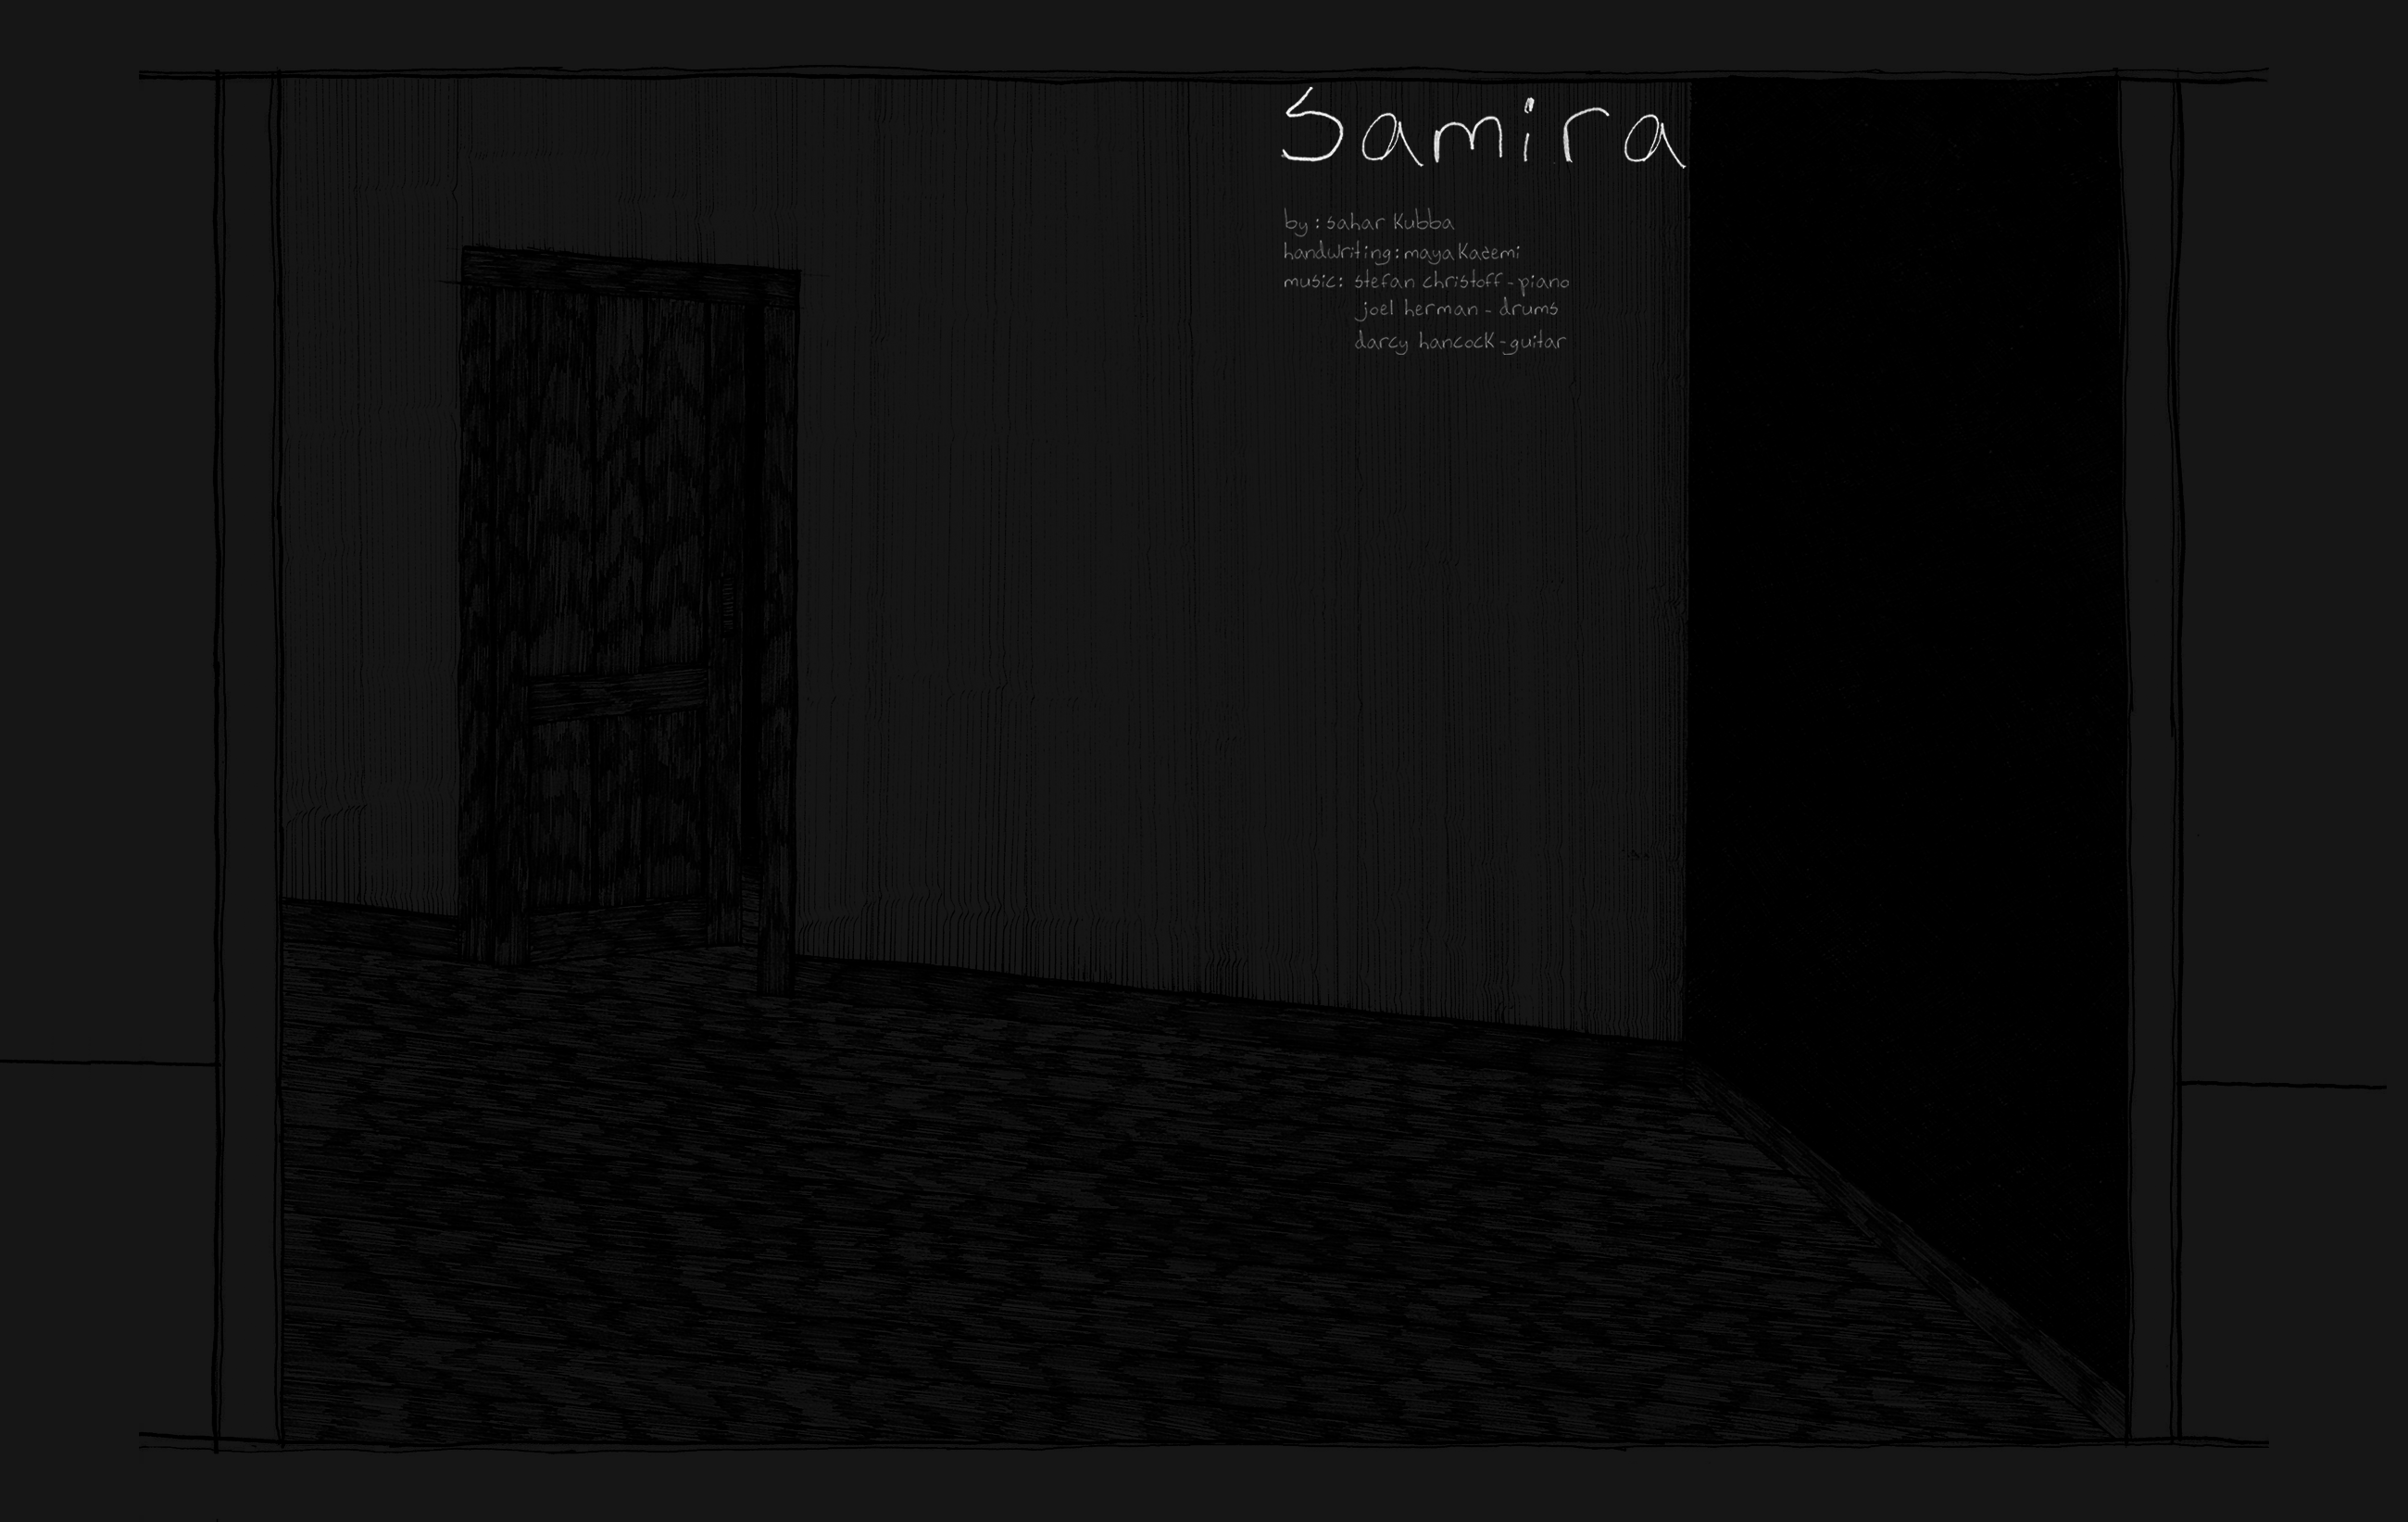 Samira
by: sahar Kubba
handwriting: maya Kazemi
music: stefan christoff - piano
joel herman - drums
darcy hancock - guitar